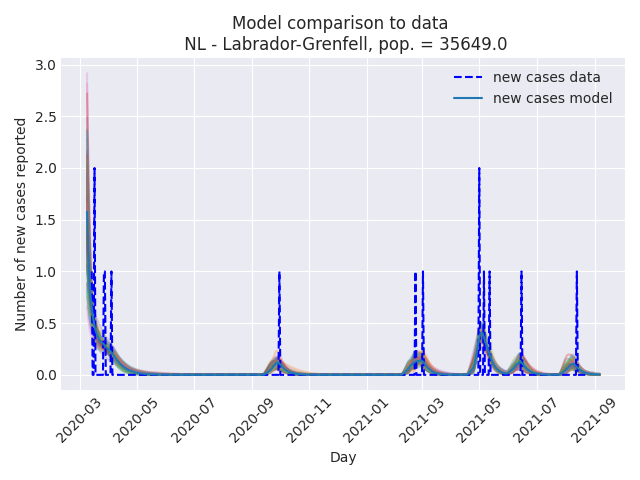 Model comparison to data
NL - Labrador-Grenfell, pop. = 35649.0
3.0
2.5
2.0
1.5
1.0
0.5
0.0
Number of new cases reported
new cases data
new cases model
2020-03
2020-05
2020-07
2020-09
2020-11
2021-01
2021-03
2021-05
2021-07
2021-09
Day